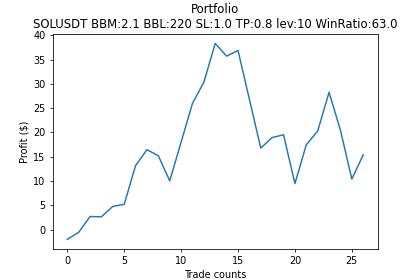 Portfolio
SOLUSDT BBM:2.1 BBL:220 SL:1.0 TP:0.8 lev:10 WinRatio:63.0
40
35
30
25
20
15
10
5
0
Profit ($)
0 5 10 15 20 25
Trade counts